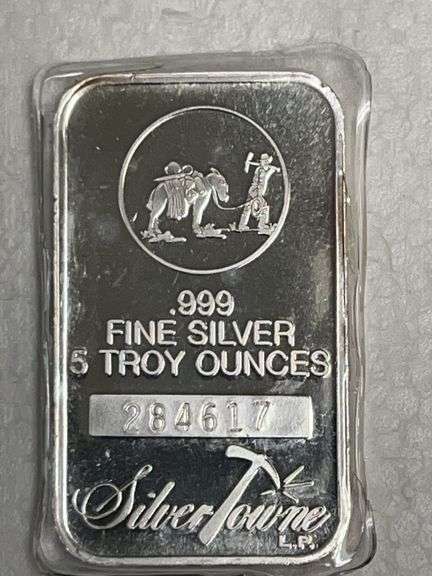 .999
FINE SILVER
5 TROY OUNCES
284617
SilverTowne
L.P.